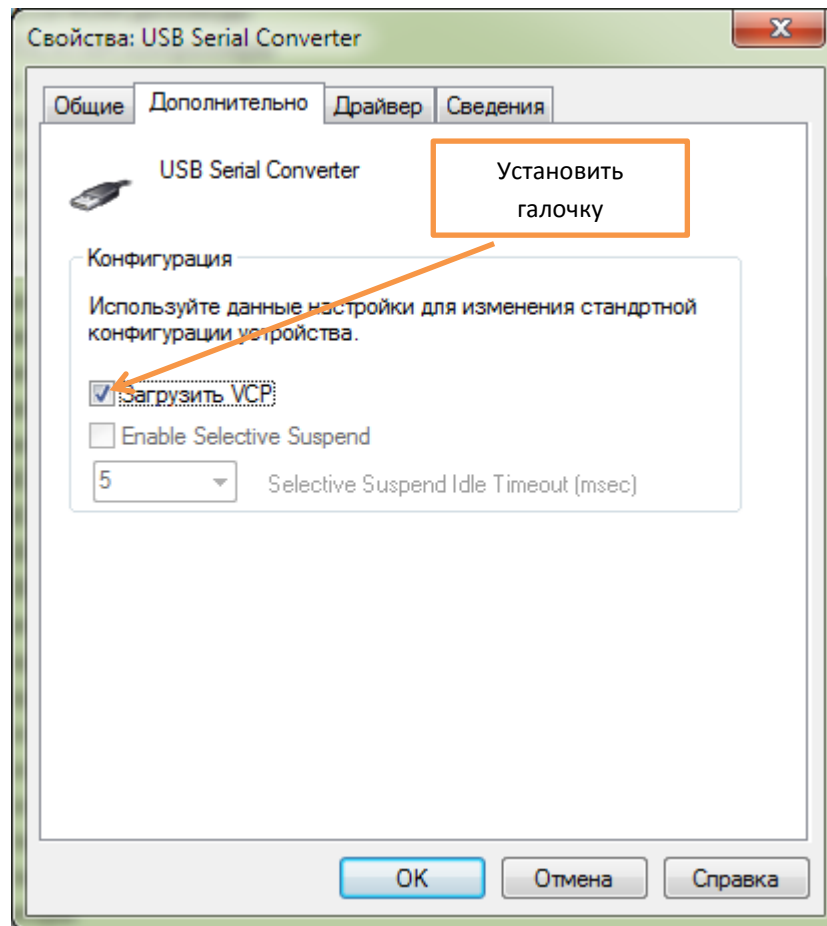 Свойства: USB Serial Converter
Общие Дополнительно Драйвер Сведения
USB Serial Converter
Установить
галочку
Конфигурация
Используйте данные настройки для изменения стандртной
конфигурации устройства.
Загрузить VCP
Enable Selective Suspend
5 Selective Suspend Idle Timeout (msec)
OK Отмена Справка